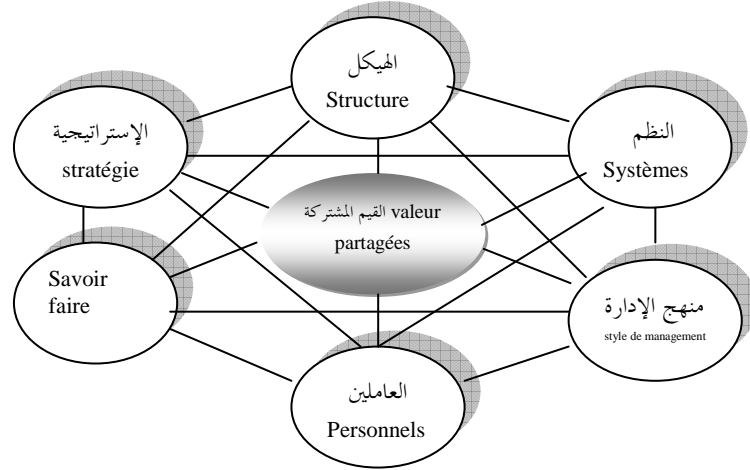 الهيكل
Structure
الإستراتيجية
stratégie
النظم
Systèmes
القيم المشتركة valeur
partagées
Savoir
faire
منهج الإدارة
style de management
العاملين
Personnels